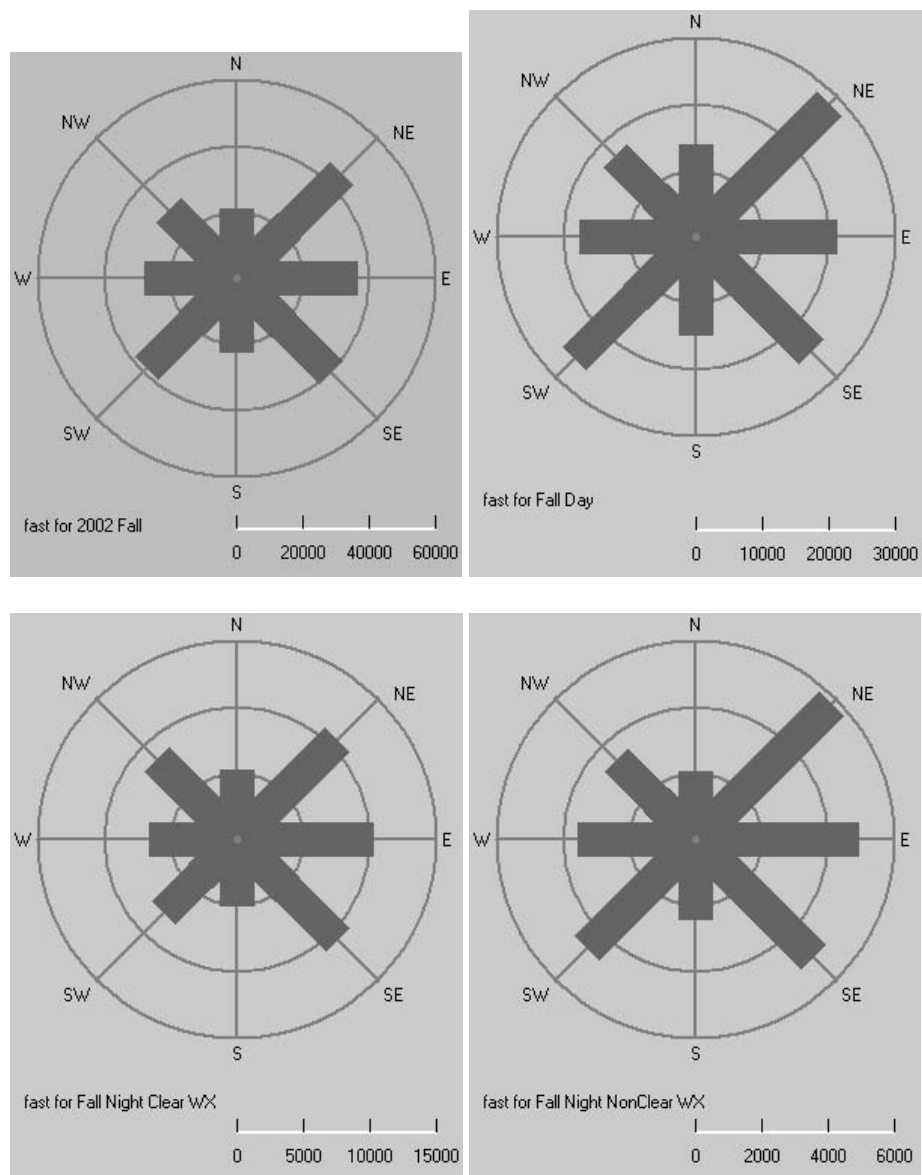 N
NW
NE
W
E
SW
SE
S
fast for 2002 Fall
0 20000 40000 60000
N
NW
NE
W
E
SW
SE
S
fast for Fall Day
0 10000 20000 30000
N
NW
NE
W
E
SW
SE
S
fast for Fall Night Clear WX
0 5000 10000 15000
N
NW
NE
W
E
SW
SE
S
fast for Fall Night NonClear WX
0 2000 4000 6000